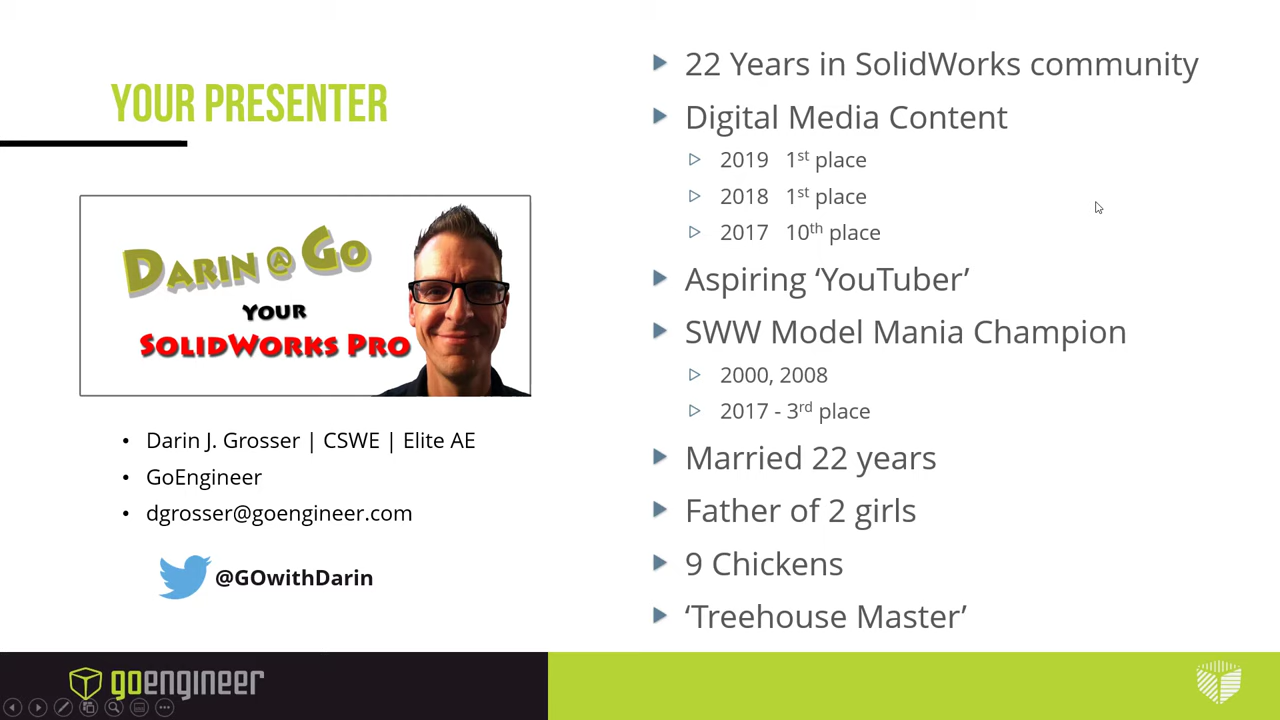 YOUR PRESENTER
DARIN @ GO
YOUR
SOLIDWORKS PRO
• Darin J. Grosser | CSWE | Elite AE
• GoEngineer
• dgrosser@goengineer.com
@GOwithDarin
22 Years in SolidWorks community
Digital Media Content
2019 1st place
2018 1st place
2017 10th place
Aspiring ‘YouTuber’
SWW Model Mania Champion
2000, 2008
2017 - 3rd place
Married 22 years
Father of 2 girls
9 Chickens
‘Treehouse Master’
goengineer